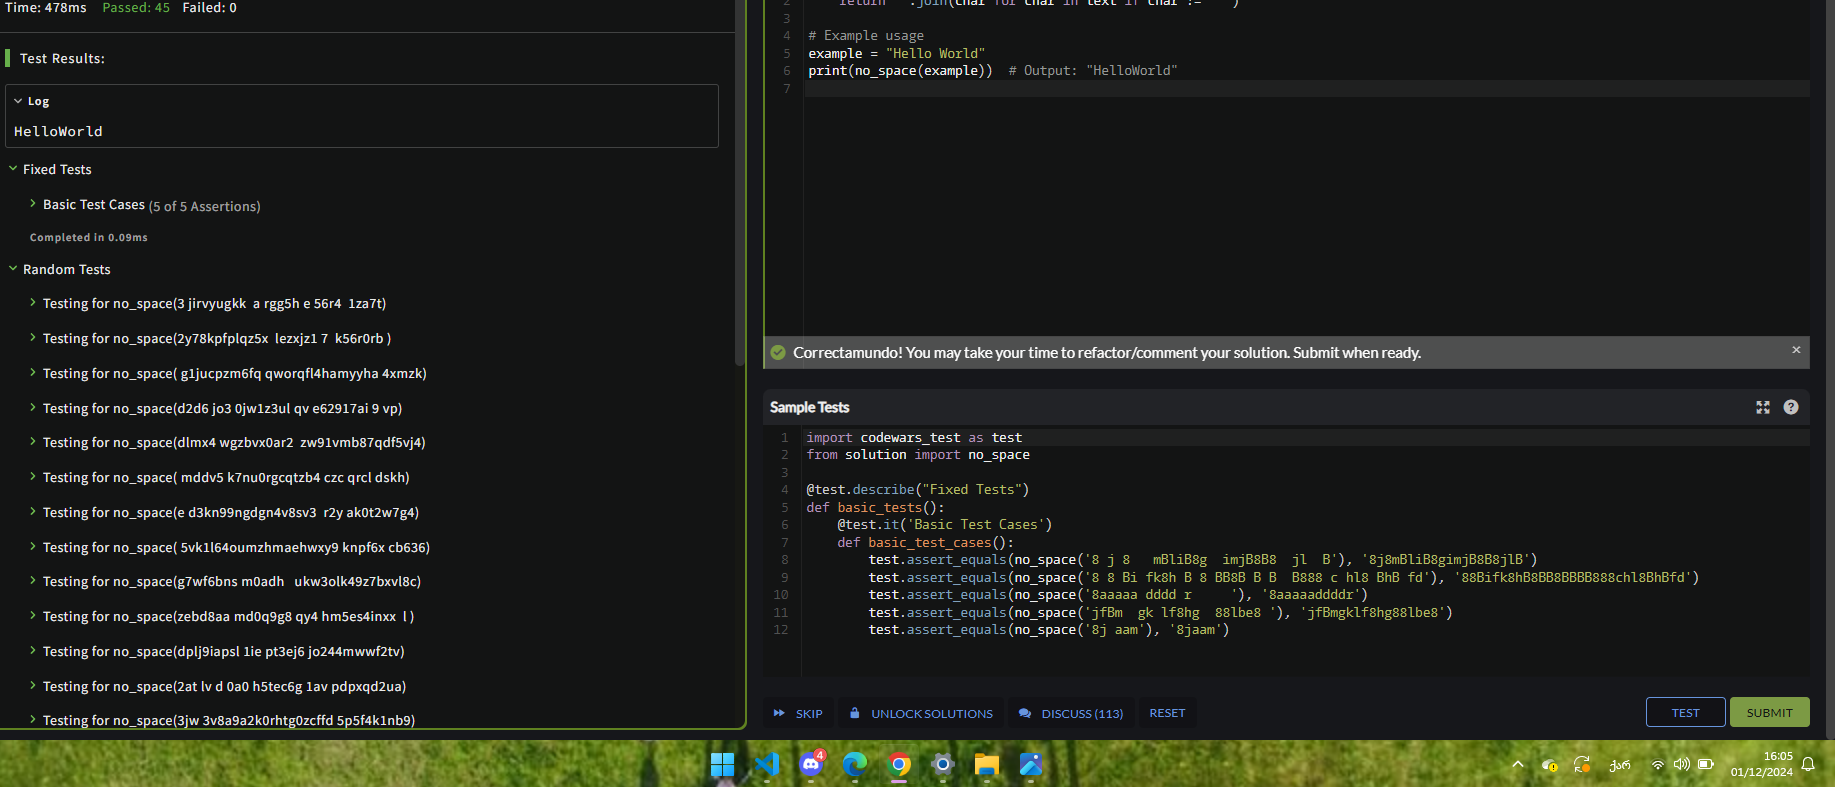 Time: 478ms Passed: 45 Failed: 0
Test Results:
Log
HelloWorld
Fixed Tests
Basic Test Cases (5 of 5 Assertions)
Completed in 0.09ms
Random Tests
Testing for no_space(3 jirvyugkk  a rgg5h e 56r4  1za7t)
Testing for no_space(2y78kpfplqz5x  lezxjz1 7  k56r0rb )
Testing for no_space( g1jucpzm6fq qworqfl4hamyyha 4xmzk)
Testing for no_space(d2d6 jo3 0jw1z3ul qv e62917ai 9 vp)
Testing for no_space(dlmx4 wgzbvx0ar2  zw91vmb87qdf5vj4)
Testing for no_space( mddv5 k7nu0rgcqtzb4 czc qrcl dskh)
Testing for no_space(e d3kn99ngdgn4v8sv3  r2y ak0t2w7g4)
Testing for no_space( 5vk1l64oumzhmaehwxy9 knpf6x cb636)
Testing for no_space(g7wf6bns m0adh   ukw3olk49z7bxvl8c)
Testing for no_space(zebd8aa md0q9g8 qy4 hm5es4inxx  l )
Testing for no_space(dplj9iapsl 1ie pt3ej6 jo244mwwf2tv)
Testing for no_space(2at lv d 0a0 h5tec6g 1av pdpxqd2ua)
Testing for no_space(3jw 3v8a9a2k0rhtg0zcffd 5p5f4k1nb9)
2 return .join(char for char in text if char != )
3
4 # Example usage
5 example = "Hello World"
6 print(no_space(example))  # Output: "HelloWorld"
7
Correctamundo! You may take your time to refactor/comment your solution. Submit when ready.
Sample Tests
1 import codewars_test as test
2 from solution import no_space
3
4 @test.describe("Fixed Tests")
5 def basic_tests():
6     @test.it('Basic Test Cases')
7     def basic_test_cases():
8         test.assert_equals(no_space('8 j 8   mBliB8g  imjB8B8  jl  B'), '8j8mBliB8gimjB8B8jlB')
9         test.assert_equals(no_space('8 8 Bi fk8h B 8 BB8B B B  B888 c hl8 BhB fd'), '88Bifk8hB8BB8BBBB888chl8BhBfd')
10         test.assert_equals(no_space('8aaaaa dddd r     '), '8aaaaaddddr')
11         test.assert_equals(no_space('jfBm  gk lf8hg  88lbe8 '), 'jfBmgklf8hg88lbe8')
12         test.assert_equals(no_space('8j aam'), '8jaam')
SKIP UNLOCK SOLUTIONS DISCUSS (113) RESET TEST SUBMIT
4
ქარ
16:05
01/12/2024